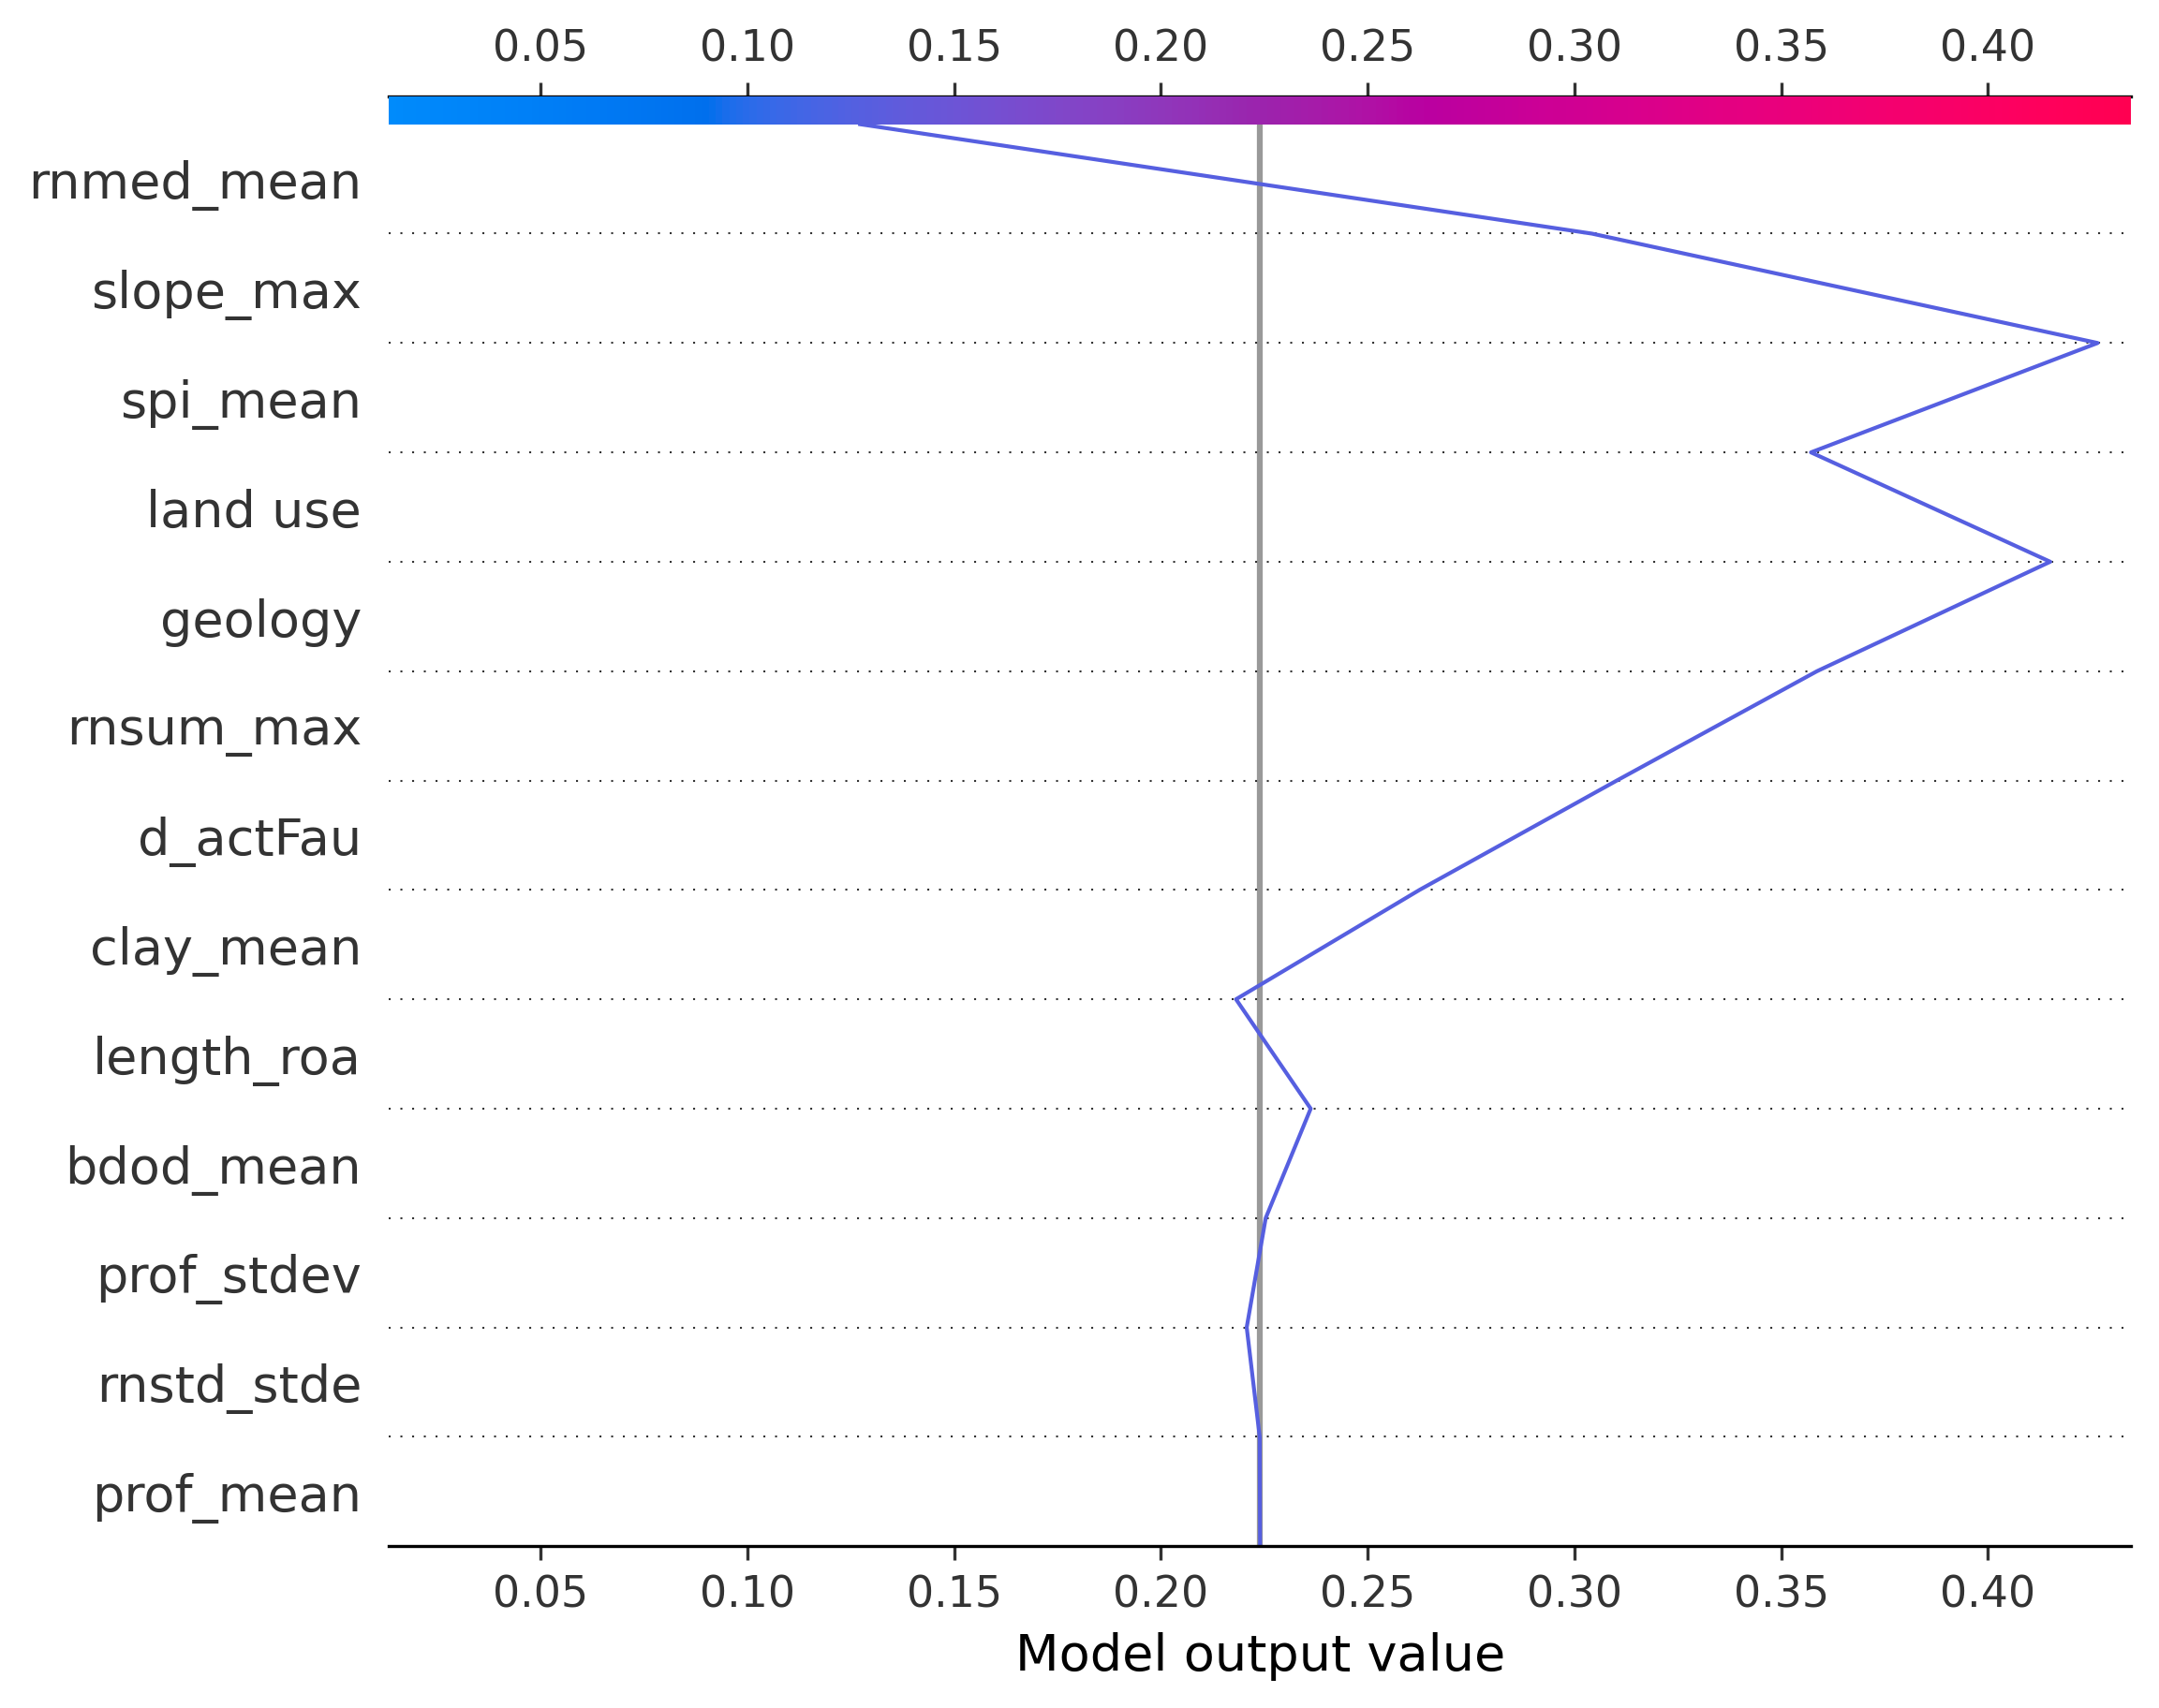 0.05 0.10 0.15 0.20 0.25 0.30 0.35 0.40
rnmed_mean
slope_max
spi_mean
land use
geology
rnsum_max
d_actFau
clay_mean
length_roa
bdod_mean
prof_stdev
rnstd_stde
prof_mean
0.05 0.10 0.15 0.20 0.25 0.30 0.35 0.40
Model output value